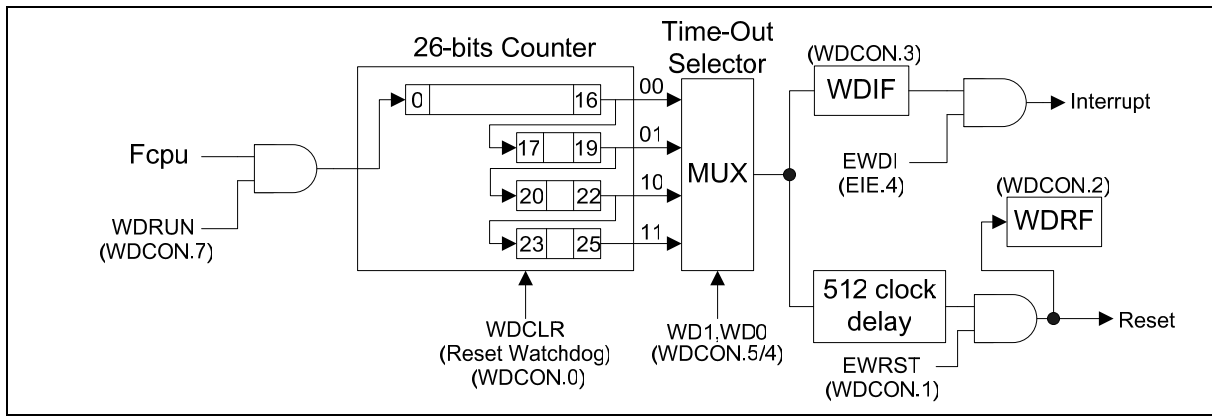 26-bits Counter
Time-Out
Selector
0
16
00
17
19
01
20
22
10
23
25
11
MUX
Fcpu
WDRUN
(WDCON.7)
WDCLR
(Reset Watchdog)
(WDCON.0)
WD1,WD0
(WDCON.5/4)
(WDCON.3)
WDIF
Interrupt
EWDI
(EIE.4)
(WDCON.2)
WDRF
512 clock
delay
Reset
EWRST
(WDCON.1)